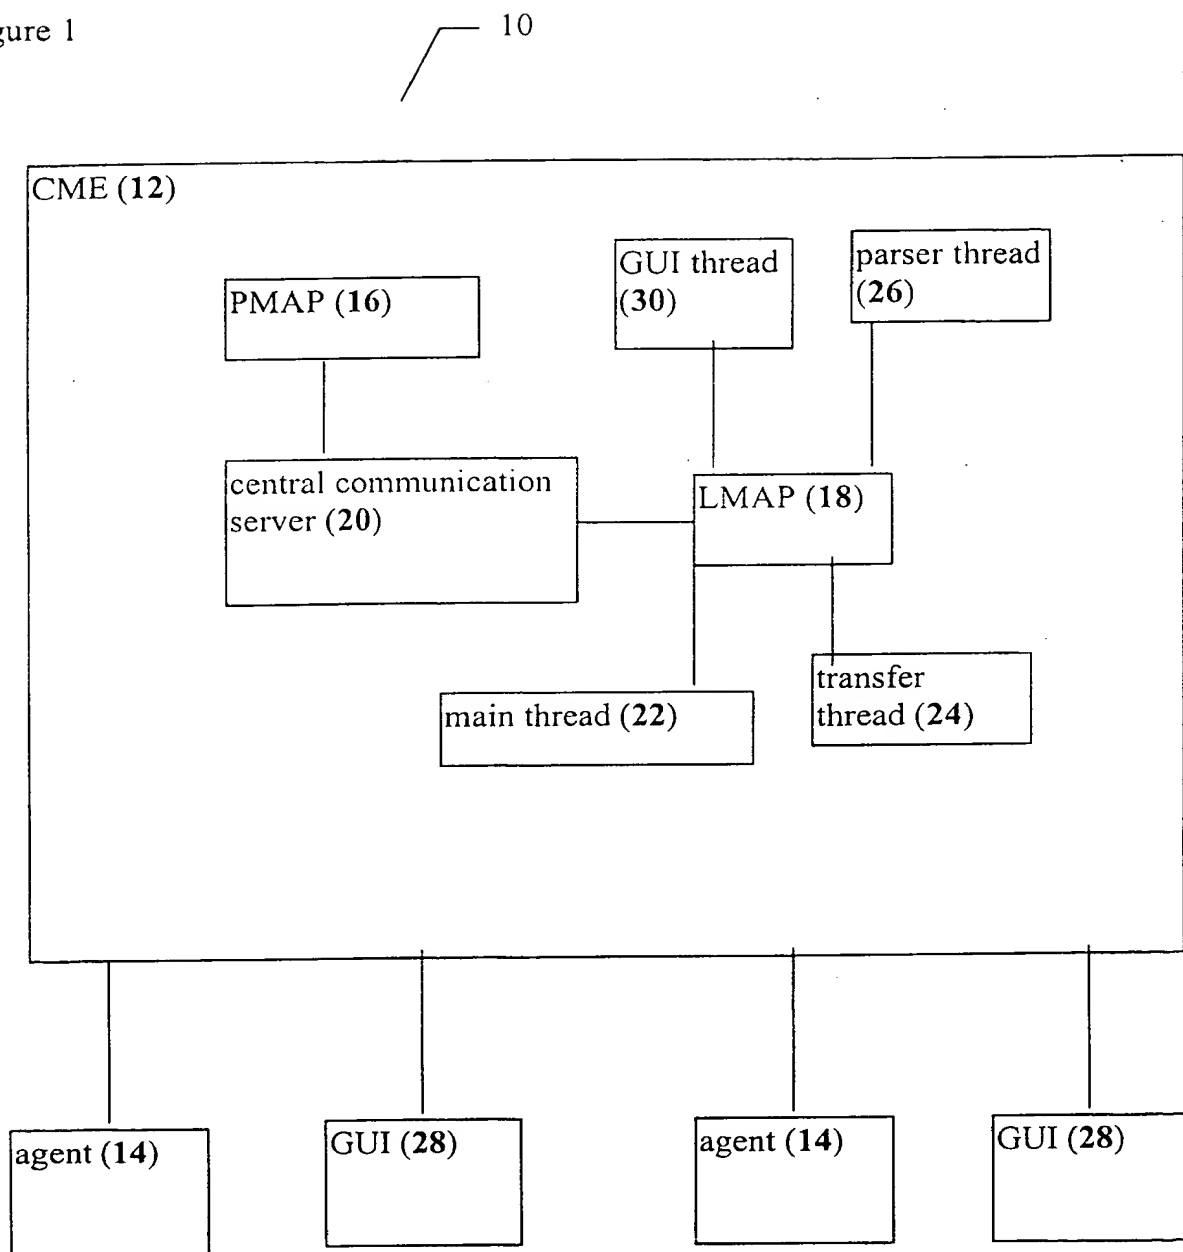 gure 1
10
CME (12)
PMAP (16)
GUI thread
(30)
parser thread
(26)
central communication
server (20)
LMAP (18)
main thread (22)
transfer
thread (24)
agent (14)
GUI (28)
agent (14)
GUI (28)